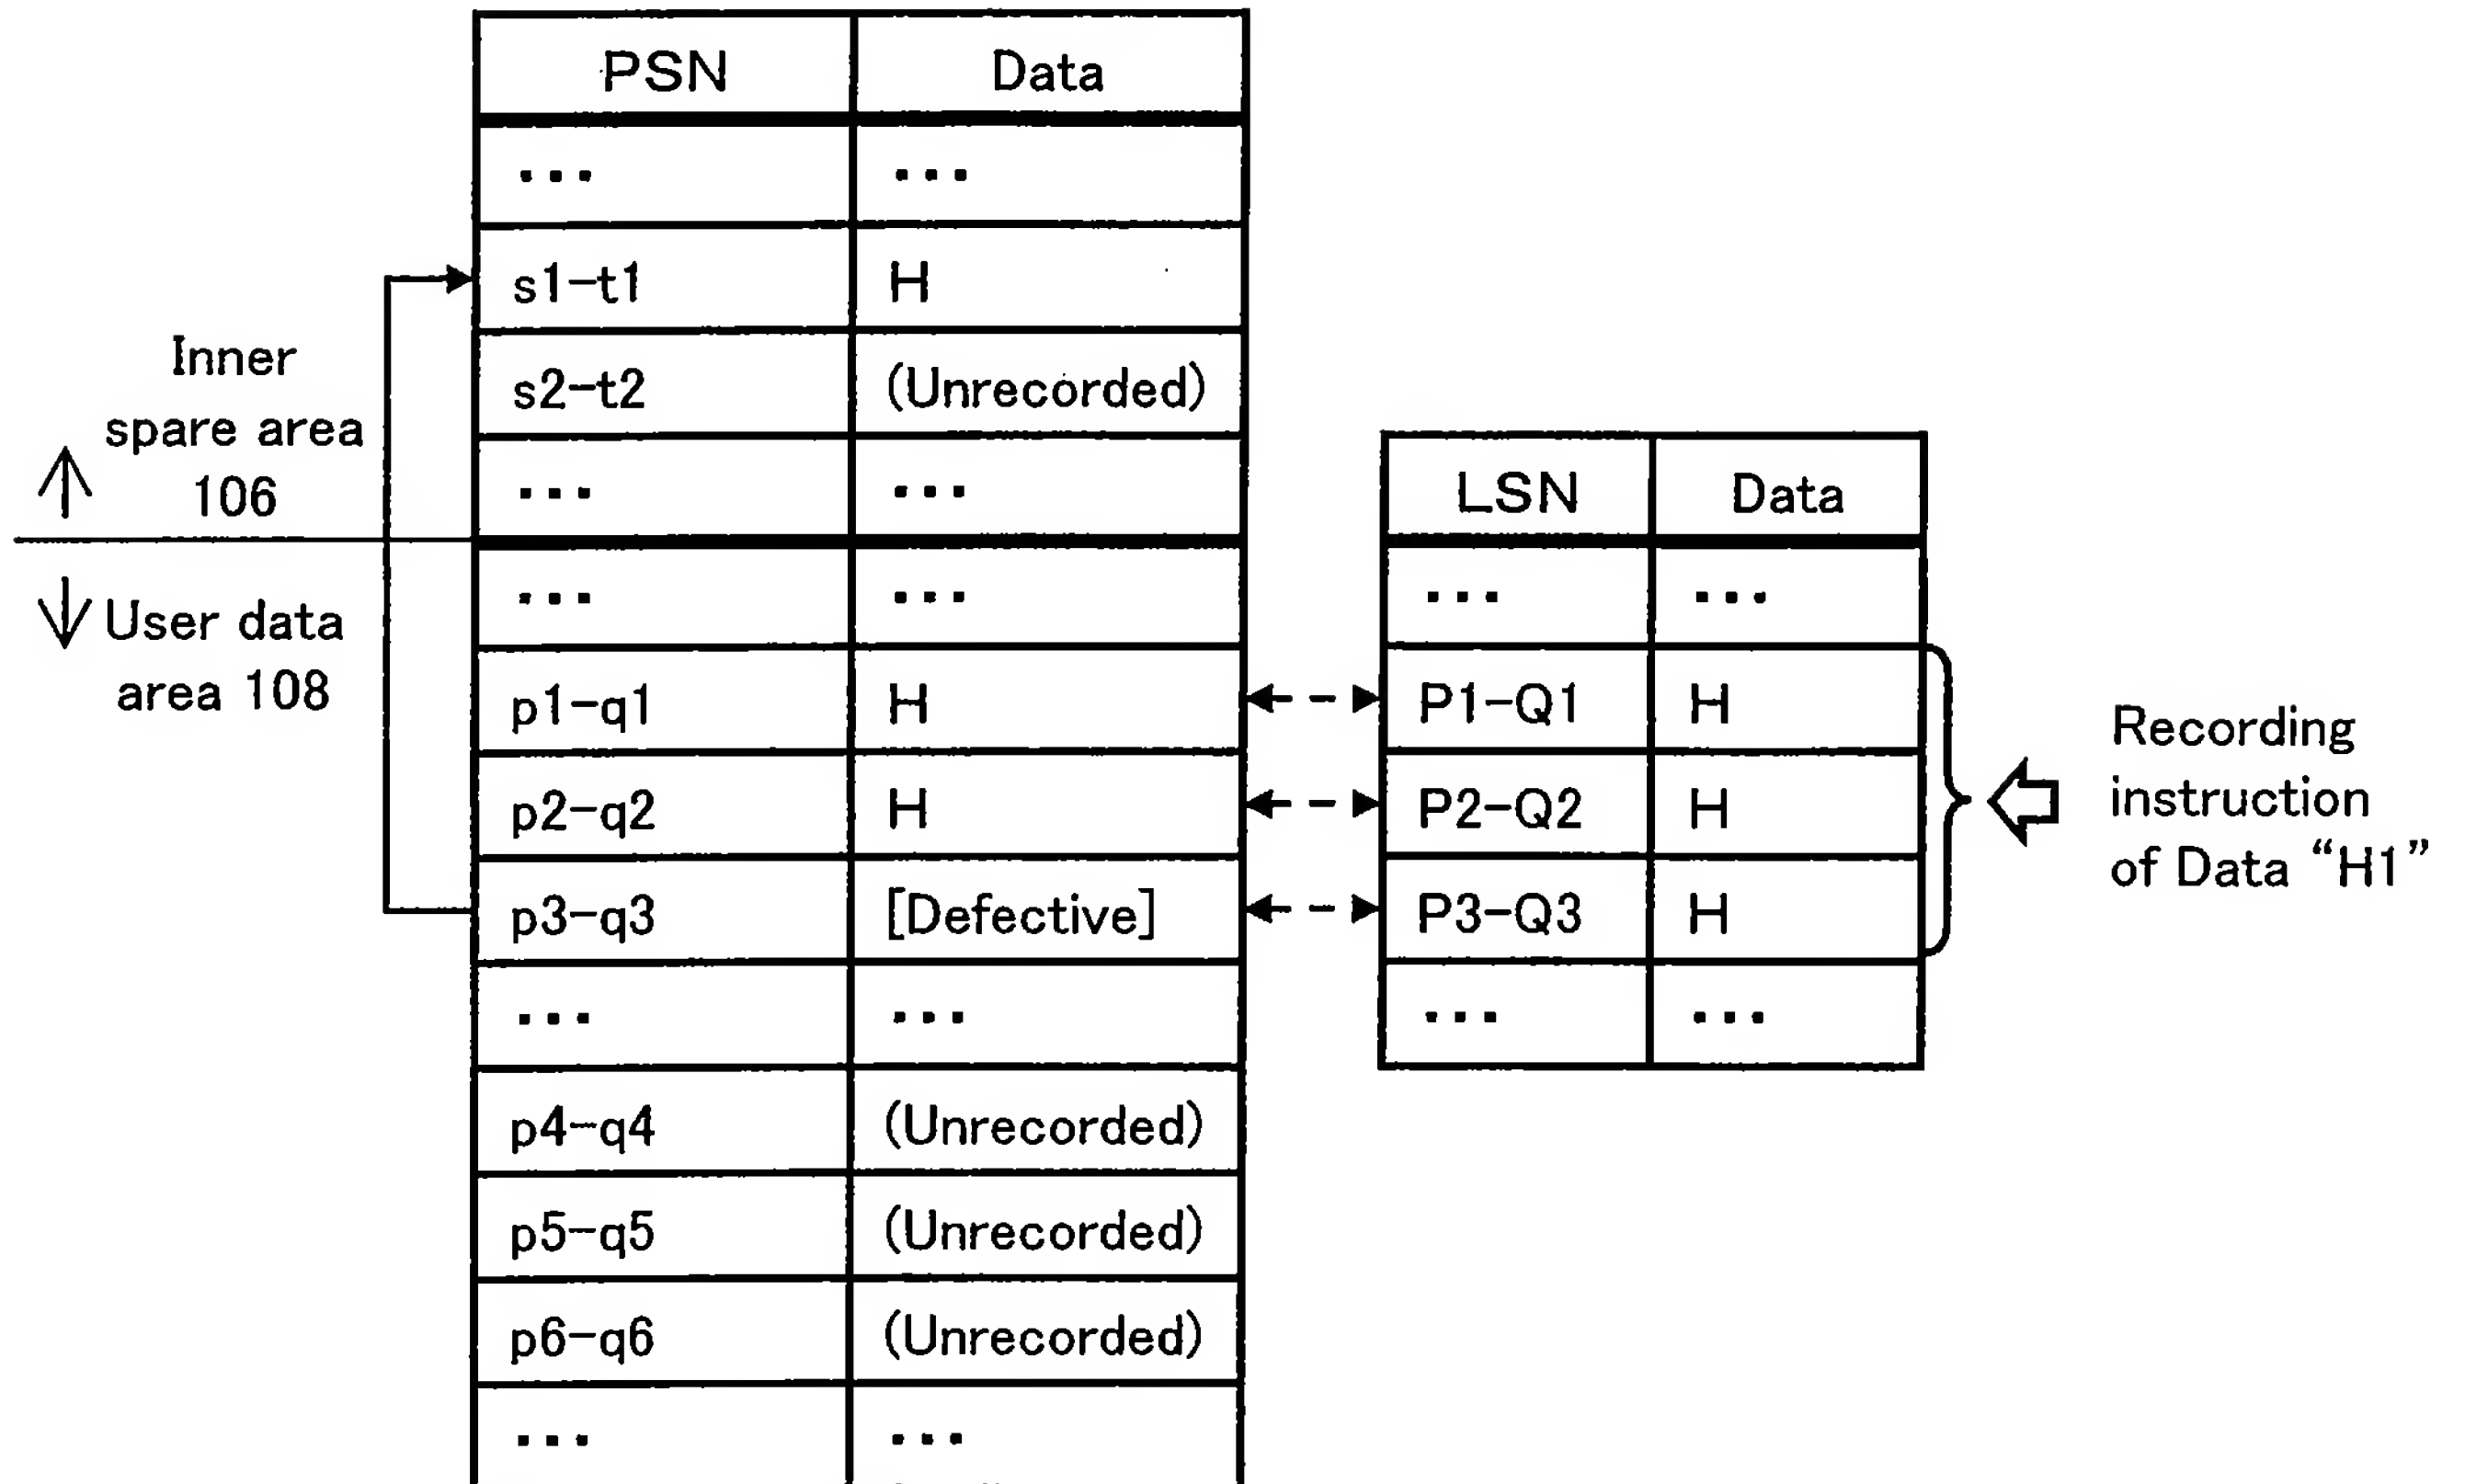 PSN Data
... ...
s1-t1 H
s2-t2 (Unrecorded)
... ...
... ...
p1-q1 H
p2-q2 H
p3-q3 [Defective]
... ...
p4-q4 (Unrecorded)
p5-q5 (Unrecorded)
p6-q6 (Unrecorded)
... ...
Inner
spare area
106
User data
area 108
LSN Data
... ...
P1-Q1 H
P2-Q2 H
P3-Q3 H
... ...
Recording
instruction
of Data “H1”